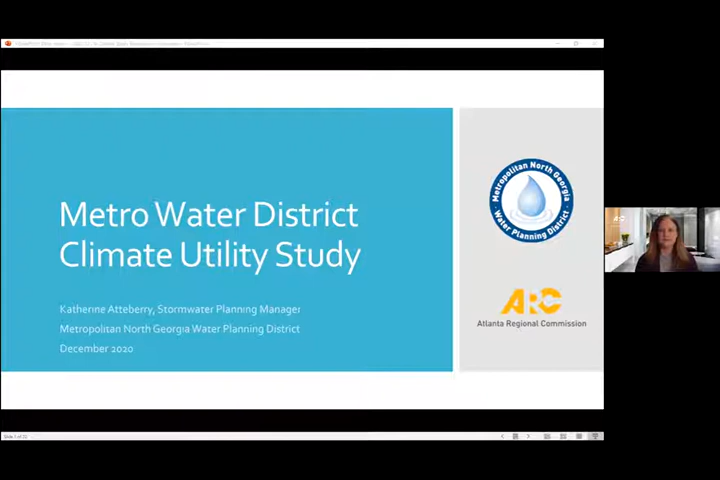 Metro Water District
Climate Utility Study
Katherine Atteberry, Stormwater Planning Manager
Metropolitan North Georgia Water Planning District
December 2020
Metropolitan North Georgia
Water Planning District
ARC
Atlanta Regional Commission